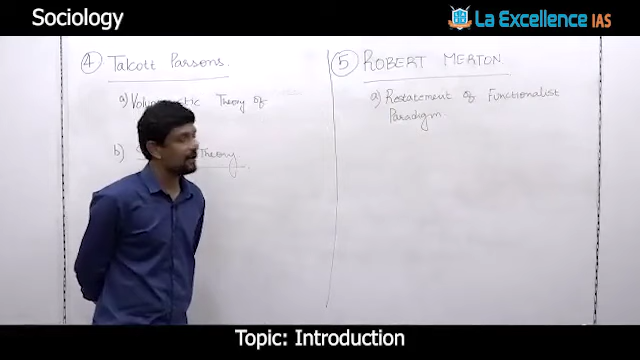 Sociology
La Excellence IAS
4 Talcott Parsons.
a) Theory of
b) Theory
5 ROBERT MERTON
a) Restatement of Functionalist
Paradigm
Topic: Introduction